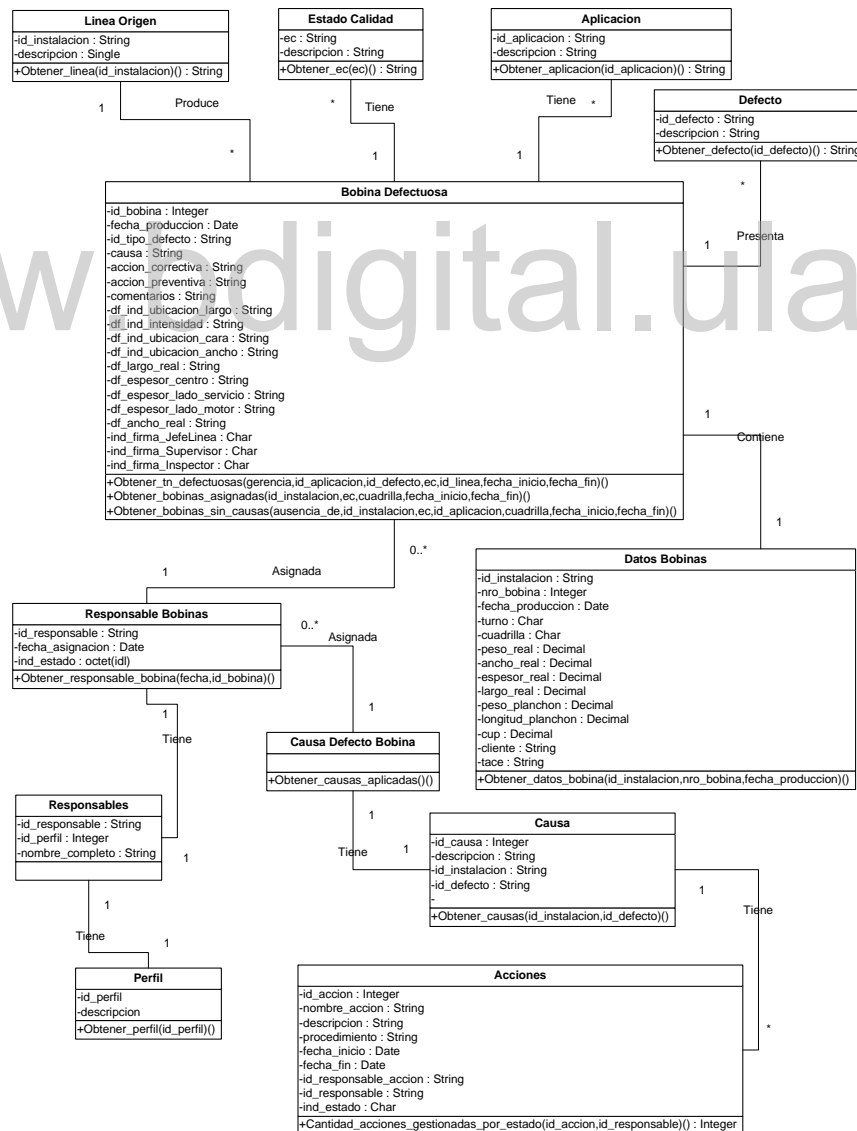 Linea Origen
-id_instalacion : String
-descripcion : Single
+Obtener_linea(id_instalacion)() : String
Estado Calidad
-ec : String
-descripcion : String
+Obtener_ec(ec)() : String
Aplicacion
-id_aplicacion : String
-descripcion : String
+Obtener_aplicacion(id_aplicacion)() : String
Defecto
-id_defecto : String
-descripcion : String
+Obtener_defecto(id_defecto)() : String
1
Produce
*
*
Tiene
1
Tiene
*
1
*
1
Presenta
Bobina Defectuosa
-id_bobina : Integer
-fecha_produccion : Date
-id_tipo_defecto : String
-causa : String
-accion_correctiva : String
-accion_preventiva : String
-comentarios : String
-df_ind_ubicacion_largo : String
-df_ind_intensidad : String
-df_ind_ubicacion_cara : String
-df_ind_ubicacion_ancho : String
-df_largo_real : String
-df_espesor_centro : String
-df_espesor_lado_servicio : String
-df_espesor_lado_motor : String
-df_ancho_real : String
-ind_firma_JefeLinea : Char
-ind_firma_Supervisor : Char
-ind_firma_Inspector : Char
+Obtener_tn_defectuosas(gerencia,id_aplicacion,id_defecto,ec,id_linea,fecha_inicio,fecha_fin)()
+Obtener_bobinas_asignadas(id_instalacion,ec,cuadrilla,fecha_inicio,fecha_fin)()
+Obtener_bobinas_sin_causas(ausencia_de,id_instalacion,ec,id_aplicacion,cuadrilla,fecha_inicio,fecha_fin)()
w.bdigital.ula
1
Contiene
1
0..*
Asignada
1
Datos Bobinas
-id_instalacion : String
-nro_bobina : Integer
-fecha_produccion : Date
-turno : Char
-cuadrilla : Char
-peso_real : Decimal
-ancho_real : Decimal
-espesor_real : Decimal
-largo_real : Decimal
-peso_planchon : Decimal
-longitud_planchon : Decimal
-cup : Decimal
-cliente : String
-tace : String
+Obtener_datos_bobina(id_instalacion,nro_bobina,fecha_produccion)()
Responsable Bobinas
-id_responsable : String
-fecha_asignacion : Date
-ind_estado : octet(idl)
+Obtener_responsable_bobina(fecha,id_bobina)()
0..*
Asignada
1
1
Tiene
1
Causa Defecto Bobina
+Obtener_causas_aplicadas()()
Responsables
-id_responsable : String
-id_perfil : Integer
-nombre_completo : String
1
Tiene
1
Causa
-id_causa : Integer
-descripcion : String
-id_instalacion : String
-id_defecto : String
-
+Obtener_causas(id_instalacion,id_defecto)()
1
Tiene
*
1
Tiene
1
Perfil
-id_perfil
-descripcion
+Obtener_perfil(id_perfil)()
Acciones
-id_accion : Integer
-nombre_accion : String
-descripcion : String
-procedimiento : String
-fecha_inicio : Date
-fecha_fin : Date
-id_responsable_accion : String
-id_responsable : String
-ind_estado : Char
+Cantidad_acciones_gestionadas_por_estado(id_accion,id_responsable)() : Integer